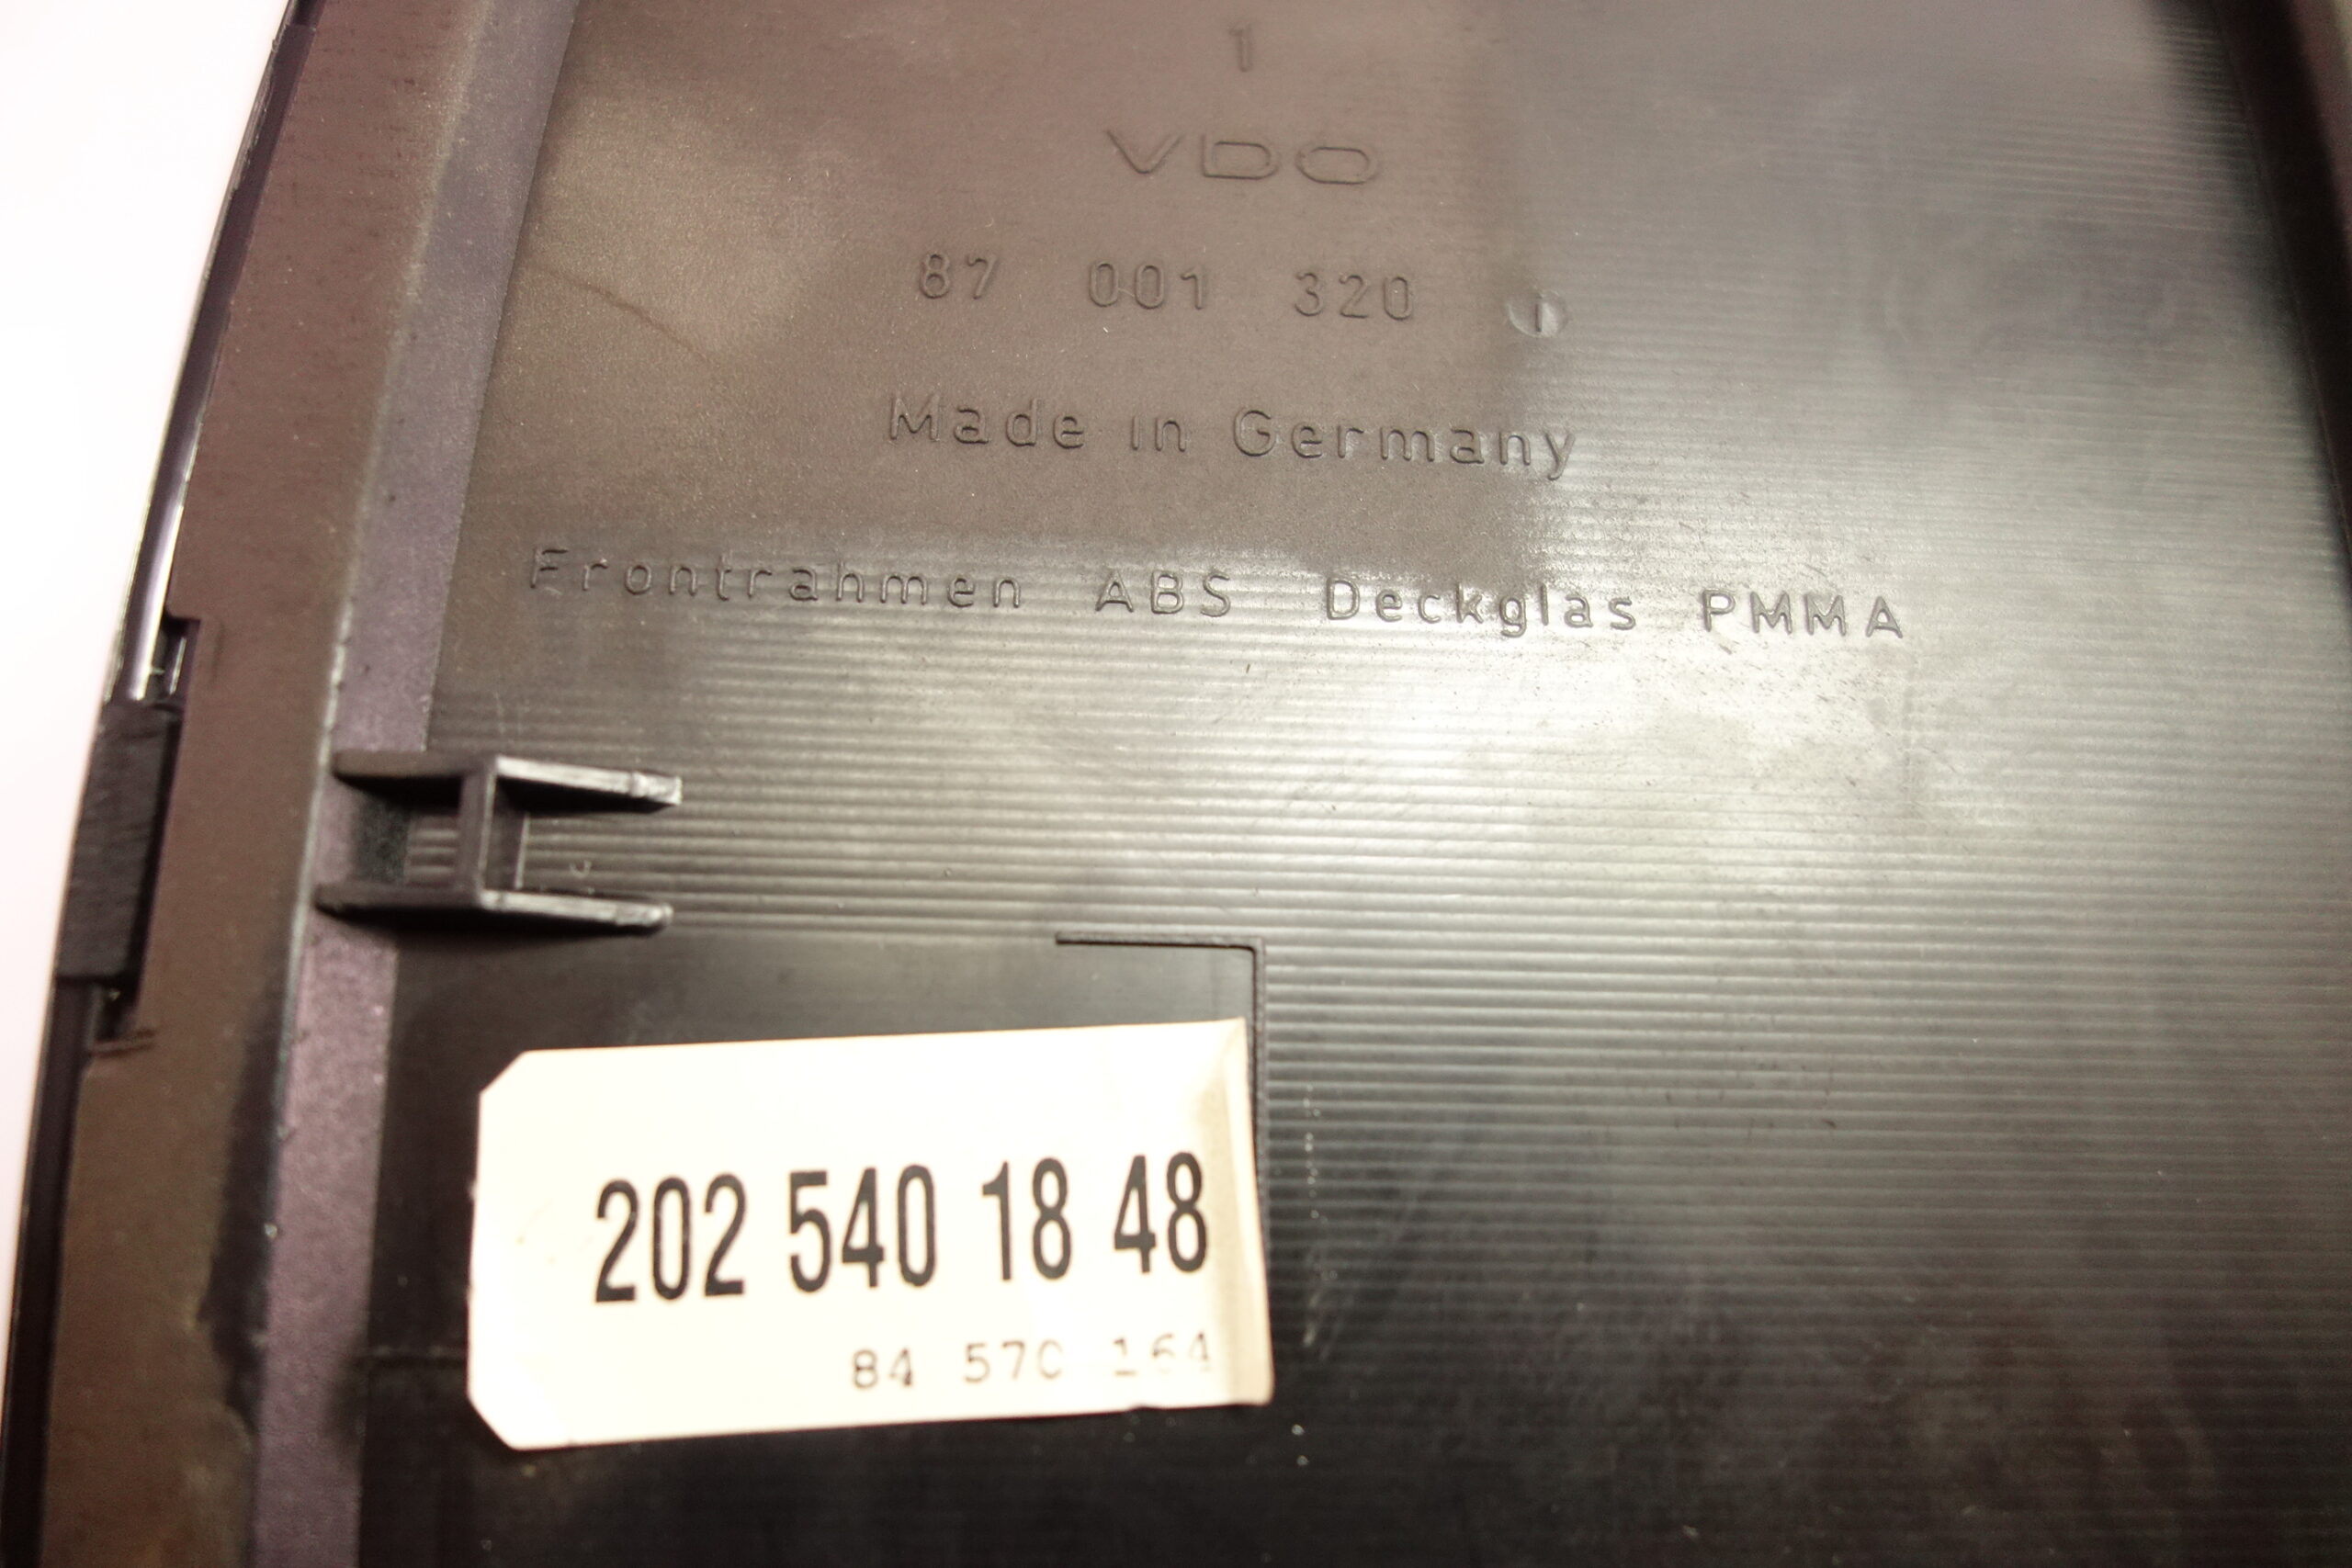 1
VDO
87 001 320
Made in Germany
Frontrahmen ABS Deckglas PMMA
202 540 18 48
84 570 164